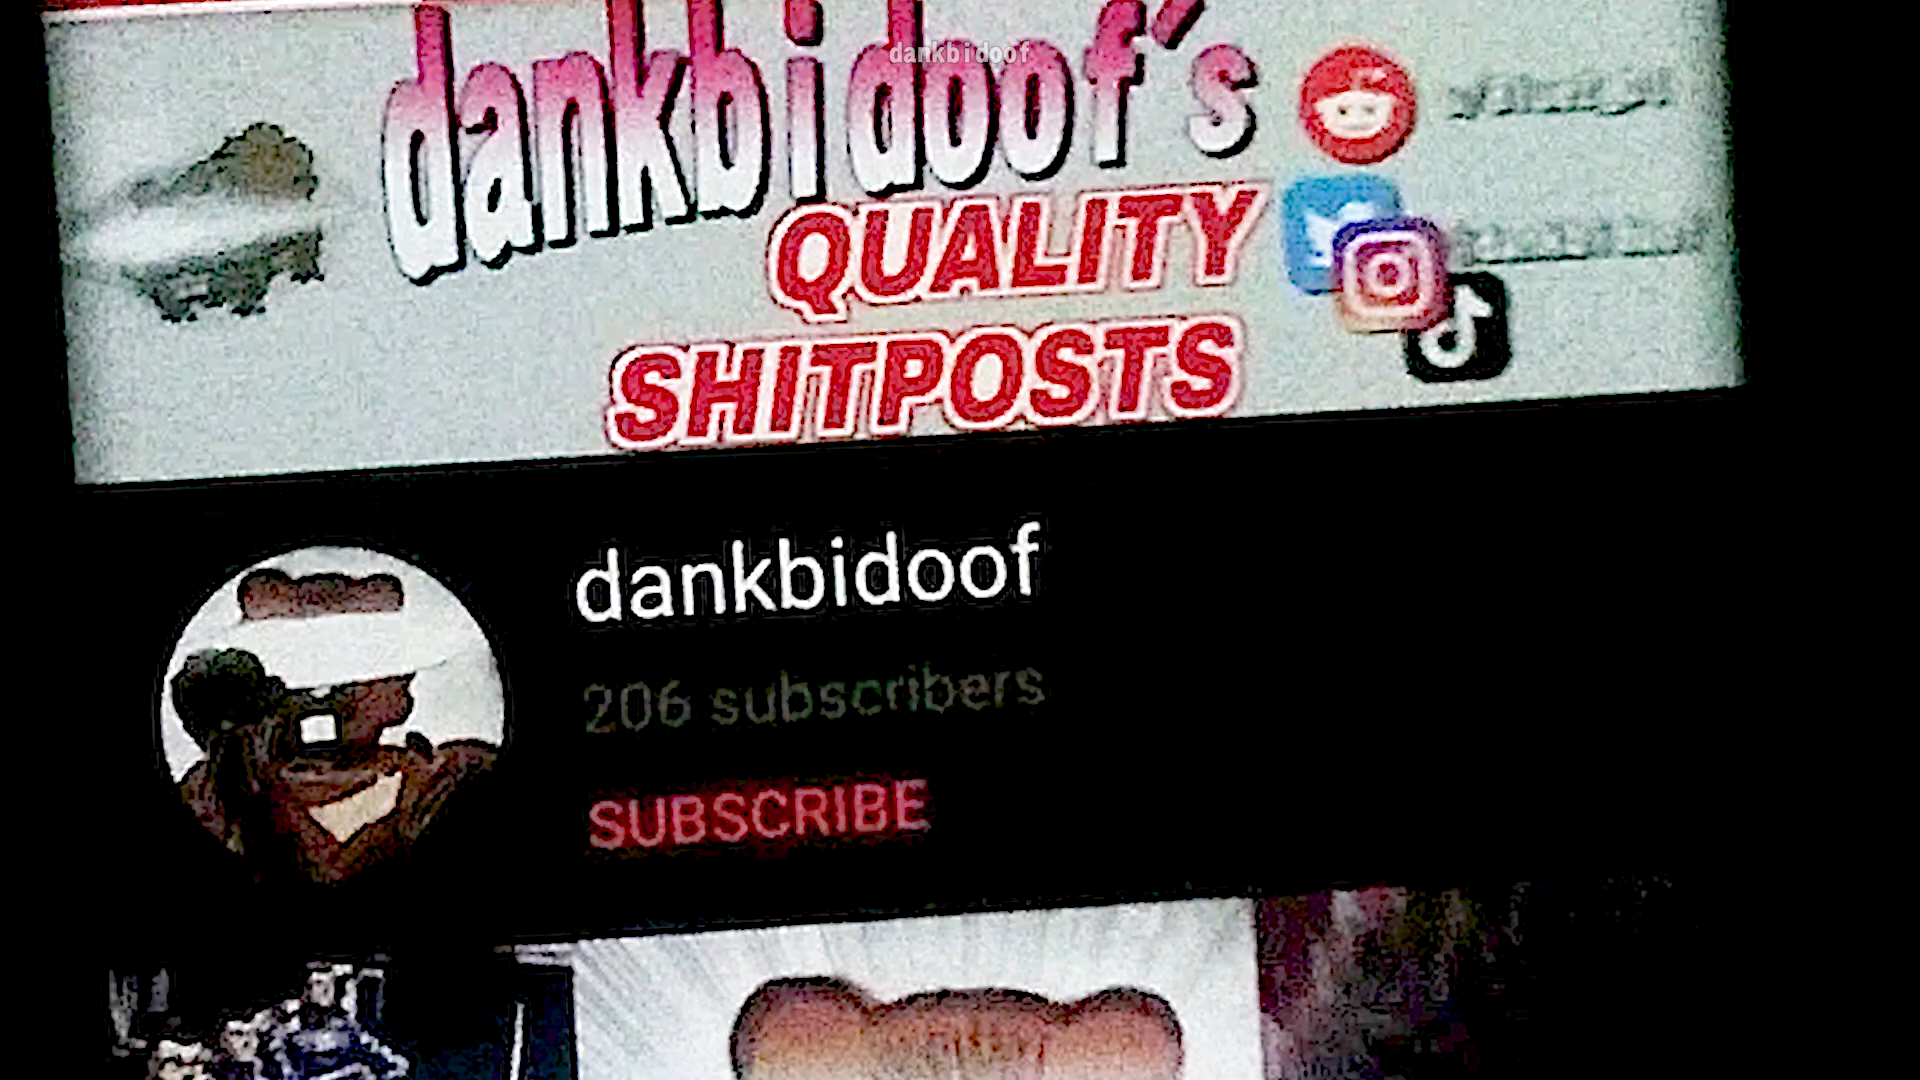 dankbidoof's
dankbidoof
QUALITY
SHITPOSTS
dankbidoof
206 subscribers
SUBSCRIBE